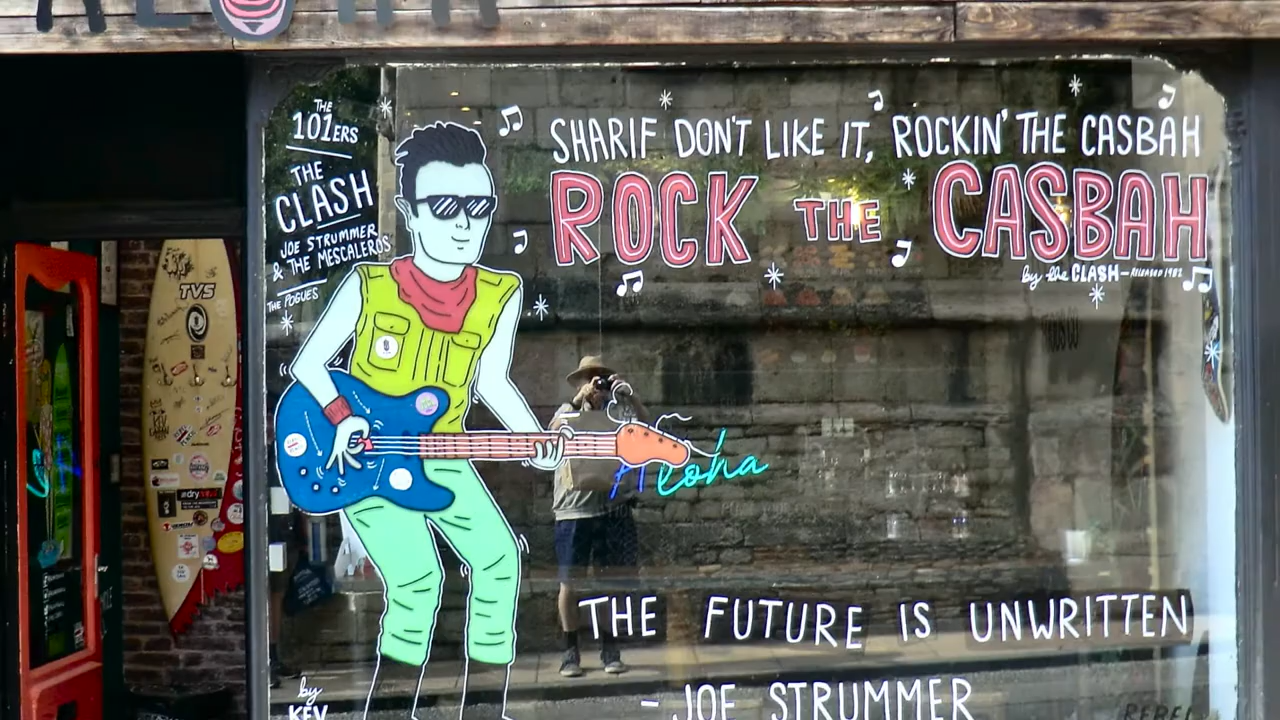 THE
101ERS
THE
CLASH
JOE STRUMMER
& THE MESCALEROS
THE POGUES
SHARIF DON'T LIKE IT, ROCKIN' THE CASBAH
ROCK THE CASBAH
by the CLASH - RELEASED 1982
TVS
Aloha
THE FUTURE IS UNWRITTEN
- JOE STRUMMER
by
KEV
REBEL